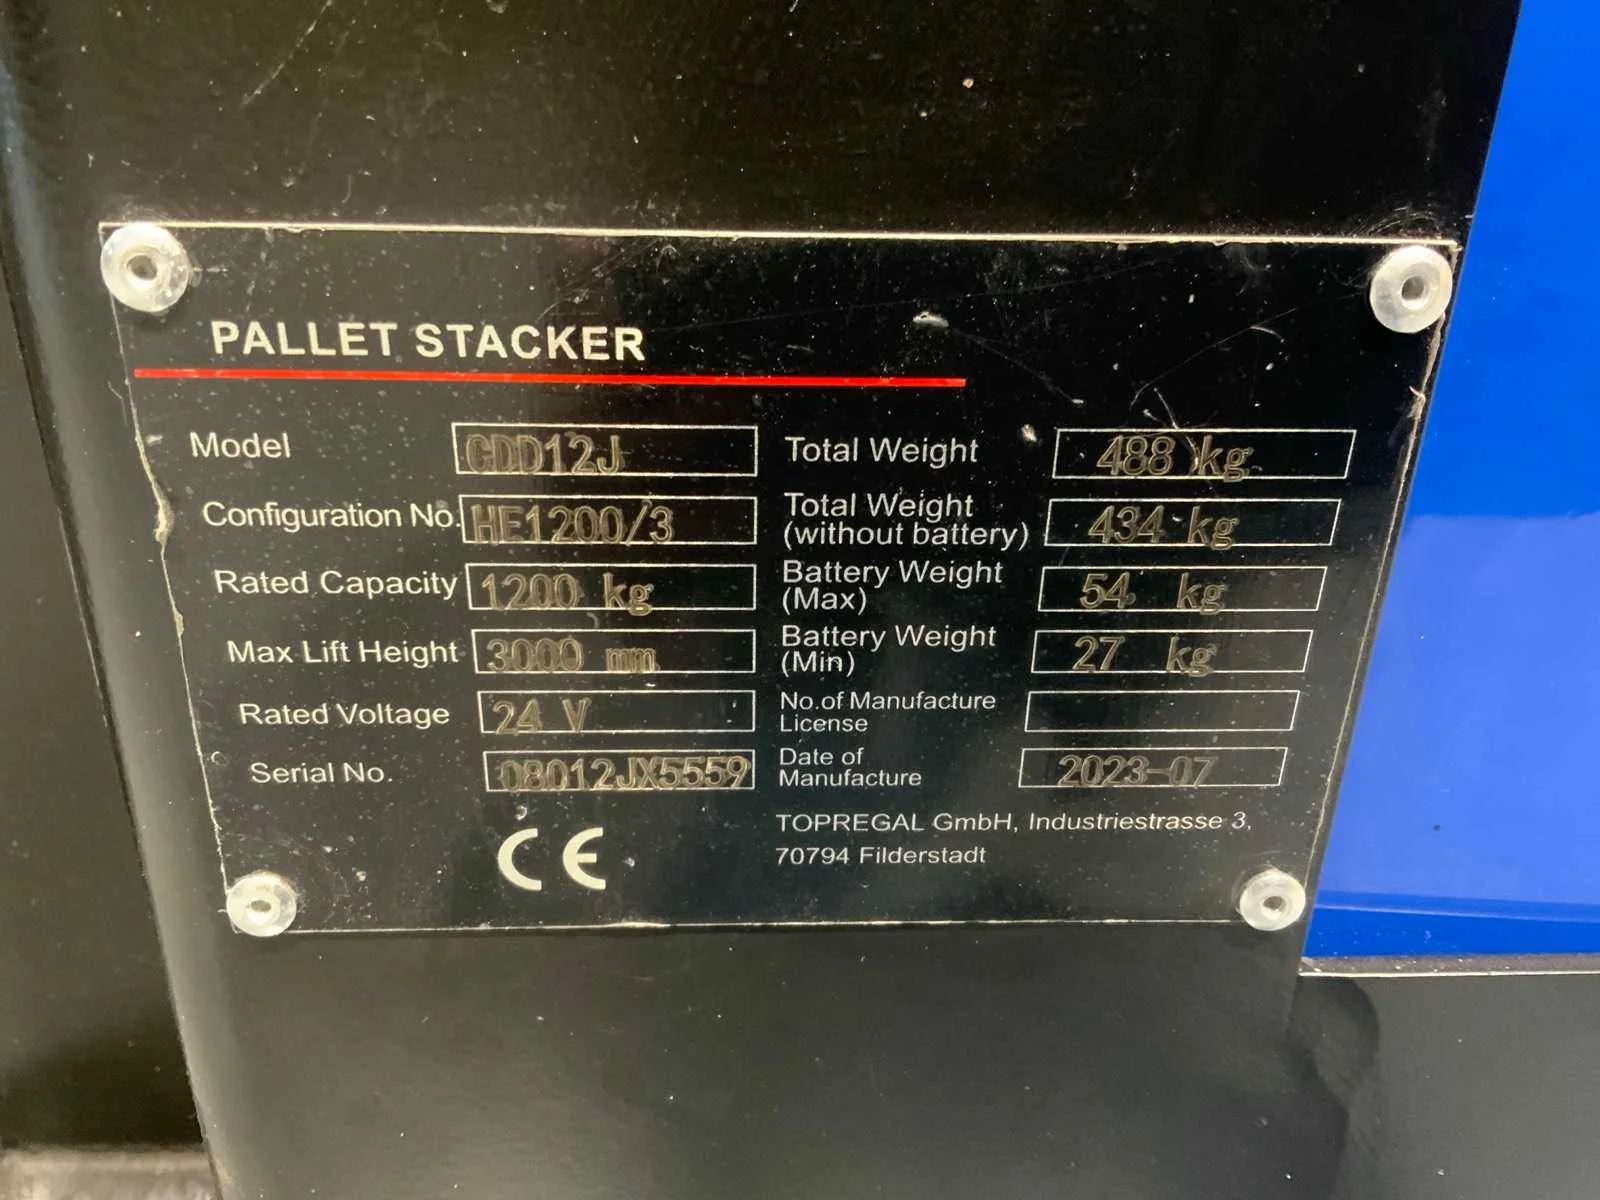 PALLET STACKER
Model CDD12J
Configuration No. HE1200/3
Rated Capacity 1200 kg
Max Lift Height 3000 mm
Rated Voltage 24 V
Serial No. 08012JX5559
CE
Total Weight 488 kg
Total Weight
(without battery) 434 kg
Battery Weight
(Max) 54 kg
Battery Weight
(Min) 27 kg
No.of Manufacture
License
Date of
Manufacture 2023-07
TOPREGAL GmbH, Industriestrasse 3,
70794 Filderstadt